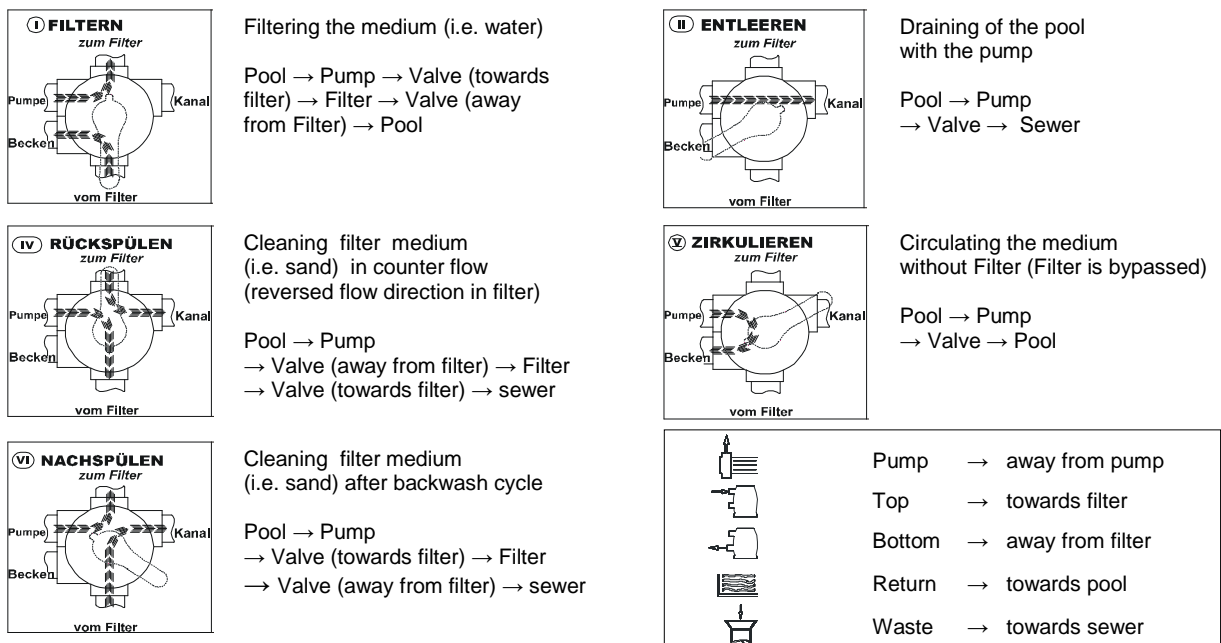 I FILTERN
zum Filter
Pumpe
Kanal
Becken
vom Filter
Filtering the medium (i.e. water)
Pool → Pump → Valve (towards
filter) → Filter → Valve (away
from Filter) → Pool
II ENTLEEREN
zum Filter
Pumpe
Kanal
Becken
vom Filter
Draining of the pool
with the pump
Pool → Pump
→ Valve → Sewer
IV RÜCKSPÜLEN
zum Filter
Pumpe
Kanal
Becken
vom Filter
Cleaning filter medium
(i.e. sand) in counter flow
(reversed flow direction in filter)
Pool → Pump
→ Valve (away from filter) → Filter
→ Valve (towards filter) → sewer
V ZIRKULIEREN
zum Filter
Pumpe
Kanal
Becken
vom Filter
Circulating the medium
without Filter (Filter is bypassed)
Pool → Pump
→ Valve → Pool
VI NACHSPÜLEN
zum Filter
Pumpe
Kanal
Becken
vom Filter
Cleaning filter medium
(i.e. sand) after backwash cycle
Pool → Pump
→ Valve (towards filter) → Filter
→ Valve (away from filter) → sewer
Pump → away from pump
Top → towards filter
Bottom → away from filter
Return → towards pool
Waste → towards sewer